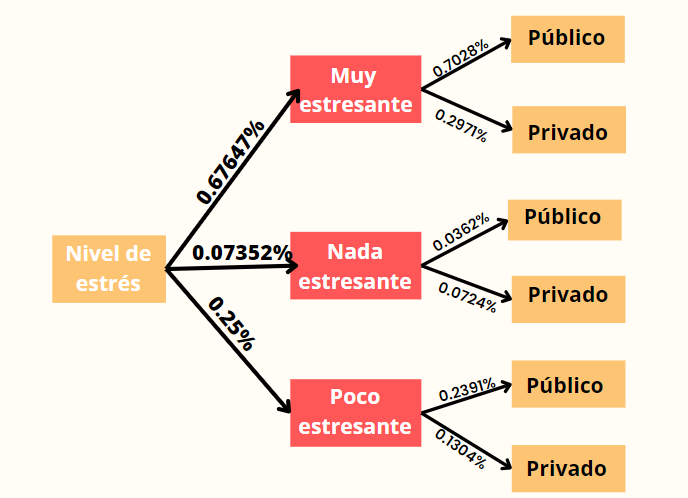 Nivel de
estrés
0.67647%
0.07352%
0.25%
Muy
estresante
0.7028%
0.2971%
Público
Privado
Nada
estresante
0.0362%
0.0724%
Público
Privado
Poco
estresante
0.2391%
0.1304%
Público
Privado